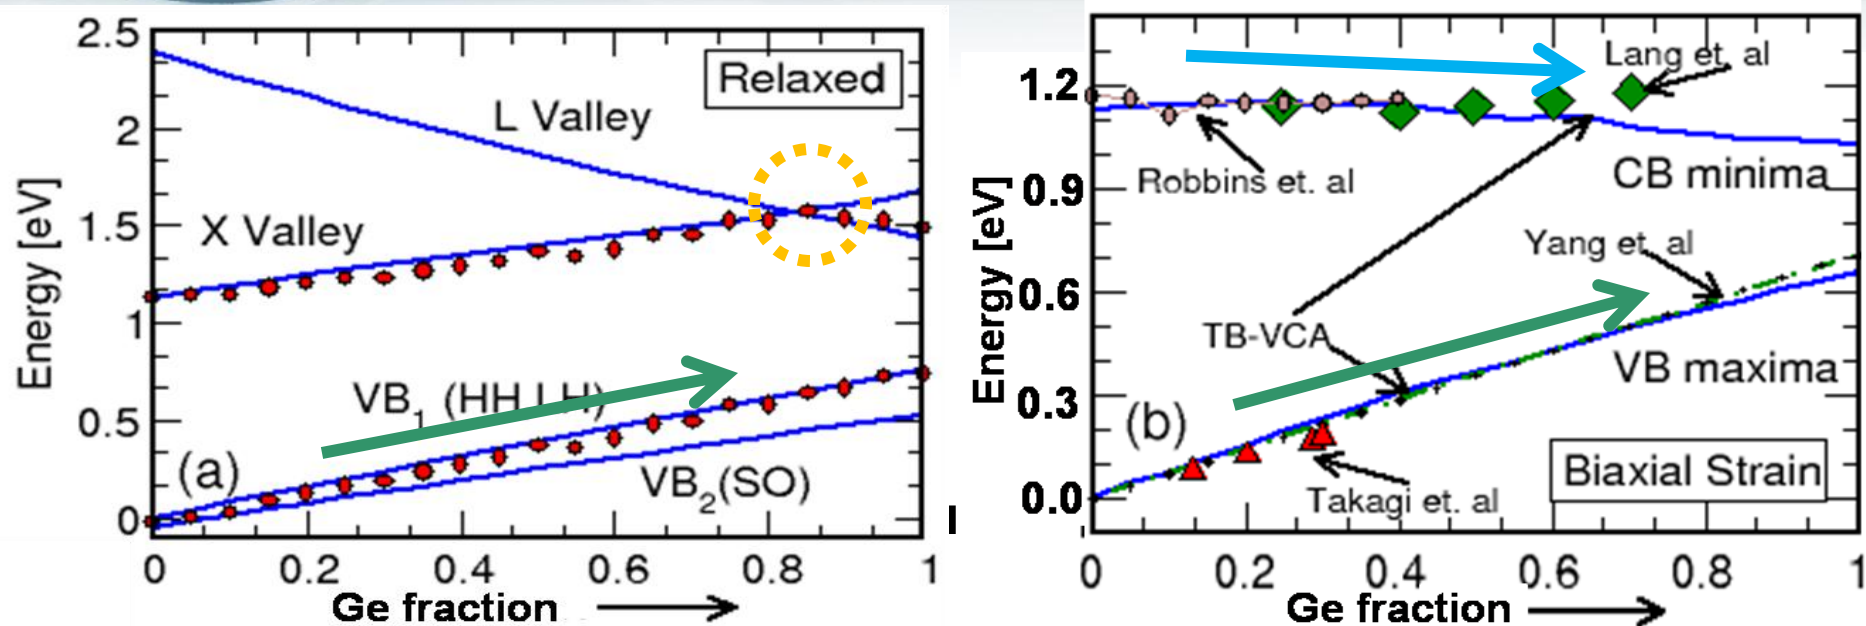 2.5
2
1.5
1
0.5
0
Energy [eV]
Relaxed
L Valley
X Valley
VB1 (HH LH)
VB2(SO)
(a)
0 0.2 0.4 0.6 0.8 1
Ge fraction
1.2
0.9
0.6
0.3
0.0
Energy [eV]
Lang et. al
Robbins et. al
CB minima
Yang et. al
TB-VCA
VB maxima
(b)
Biaxial Strain
Takagi et. al
0 0.2 0.4 0.6 0.8 1
Ge fraction